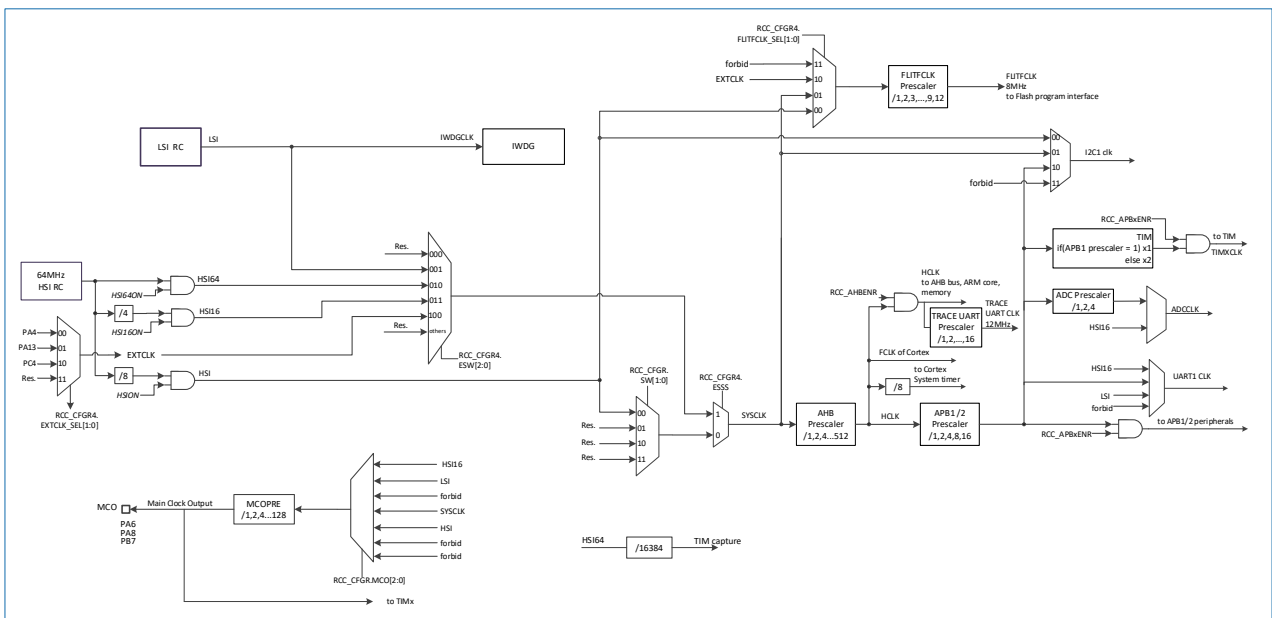 RCC_CFGR4.
FLITFCLK_SEL[1:0]
forbid
11
EXTCLK
10
01
00
FLITFCLK
Prescaler
/1,2,3,...,9,12
FLITFCLK
8MHz
to Flash program interface
LSI RC
LSI
IWDGCLK
IWDG
00
01
10
forbid
11
I2C1 clk
64MHz
HSI RC
HSI64ON
HSI64
/4
HSI16ON
HSI16
PA4
00
PA13
01
PC4
10
Res.
11
EXTCLK
/8
HSION
HSI
RCC_CFGR4.
EXTCLK_SEL[1:0]
Res.
000
001
010
011
100
Res.
others
RCC_CFGR4.
ESW[2:0]
RCC_CFGR.
SW[1:0]
00
Res.
01
Res.
10
Res.
11
RCC_CFGR4.
ESSS
1
0
SYSCLK
AHB
Prescaler
/1,2,4...512
HCLK
APB1/2
Prescaler
/1,2,4,8,16
RCC_AHBENR
HCLK
to AHB bus, ARM core,
memory
TRACE UART
Prescaler
/1,2,...,16
TRACE
UART CLK
12MHz
FCLK of Cortex
/8
to Cortex
System timer
RCC_APBxENR
TIM
if(APB1 prescaler = 1) x1
else x2
to TIM
TIMXCLK
ADC Prescaler
/1,2,4
HSI16
ADCCLK
HSI16
LSI
forbid
UART1 CLK
RCC_APBxENR
to APB1/2 peripherals
MCO
PA6
PA8
PB7
Main Clock Output
MCOPRE
/1,2,4...128
HSI16
LSI
forbid
SYSCLK
HSI
forbid
forbid
RCC_CFGR.MCO[2:0]
to TIMx
HSI64
/16384
TIM capture